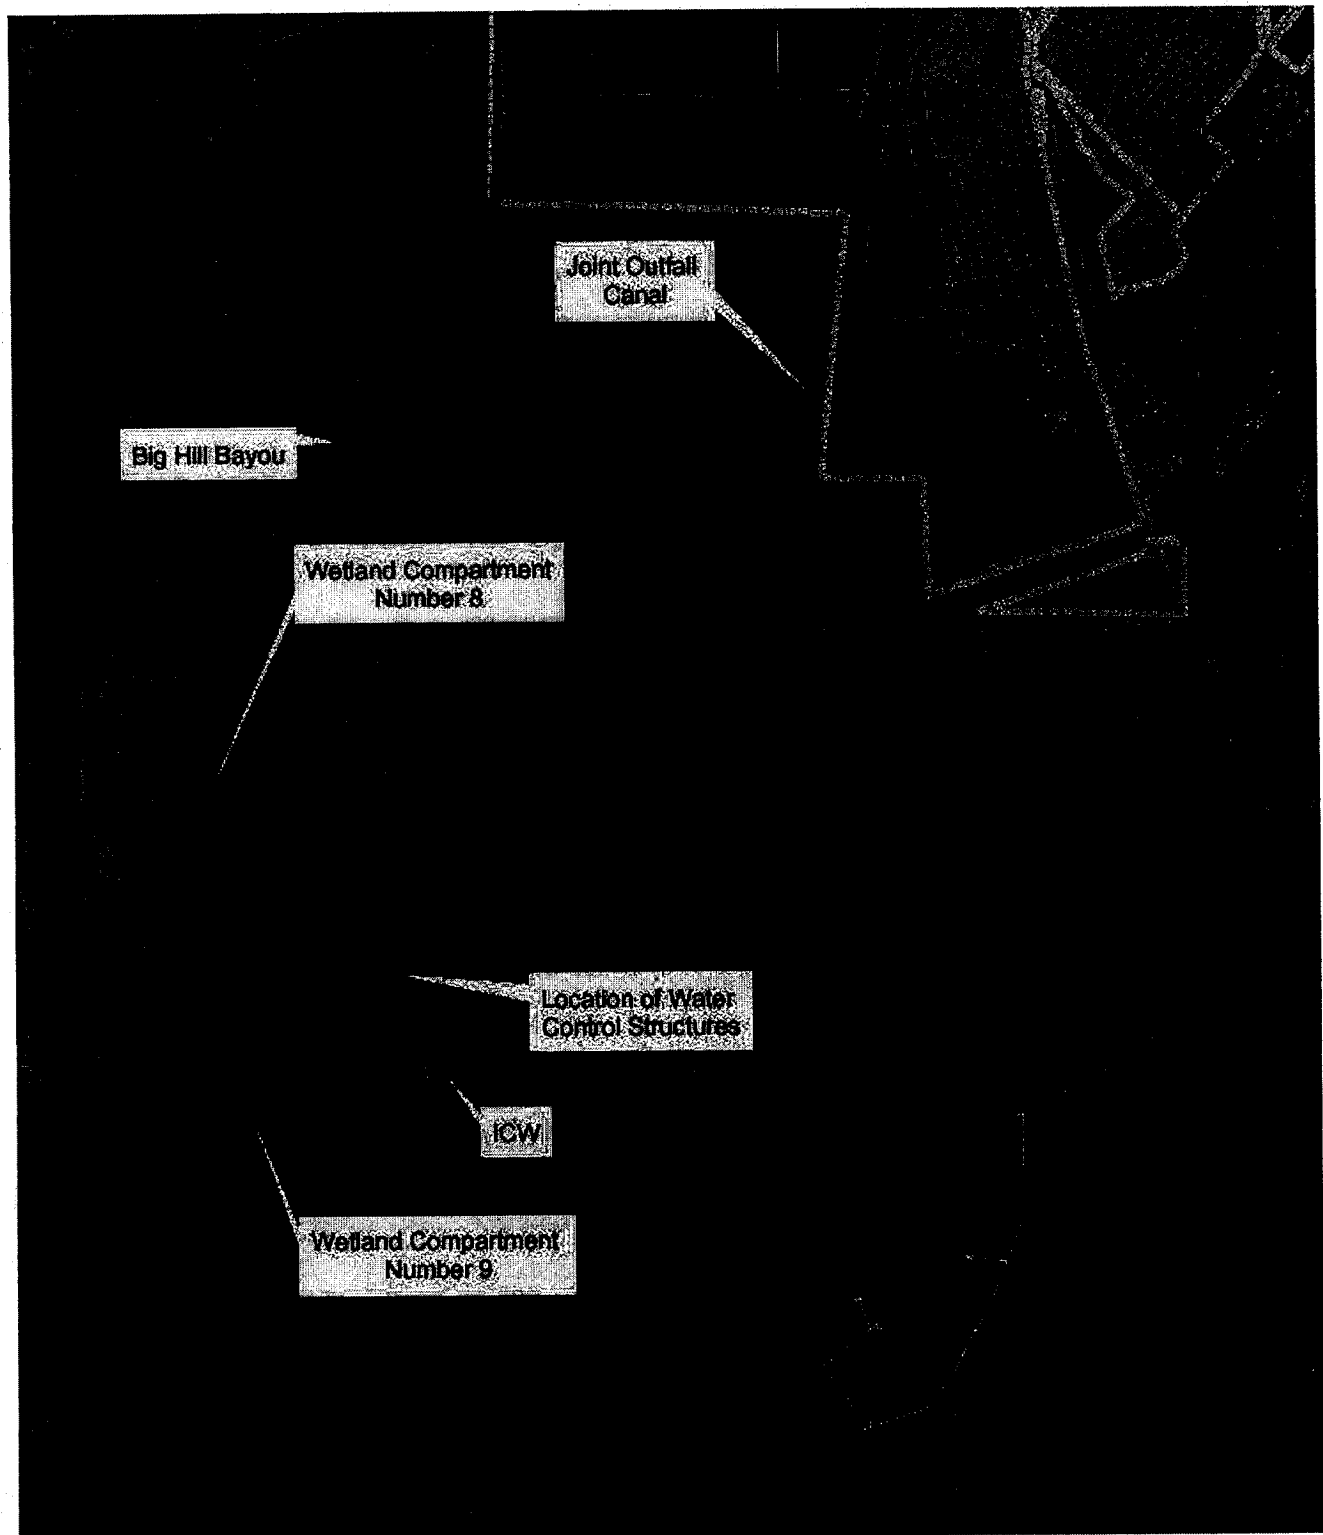 Joint Outfall
Canal
Big Hill Bayou
Wetland Compartment
Number 8
Location of Water
Control Structures
ICW
Wetland Compartment
Number 9